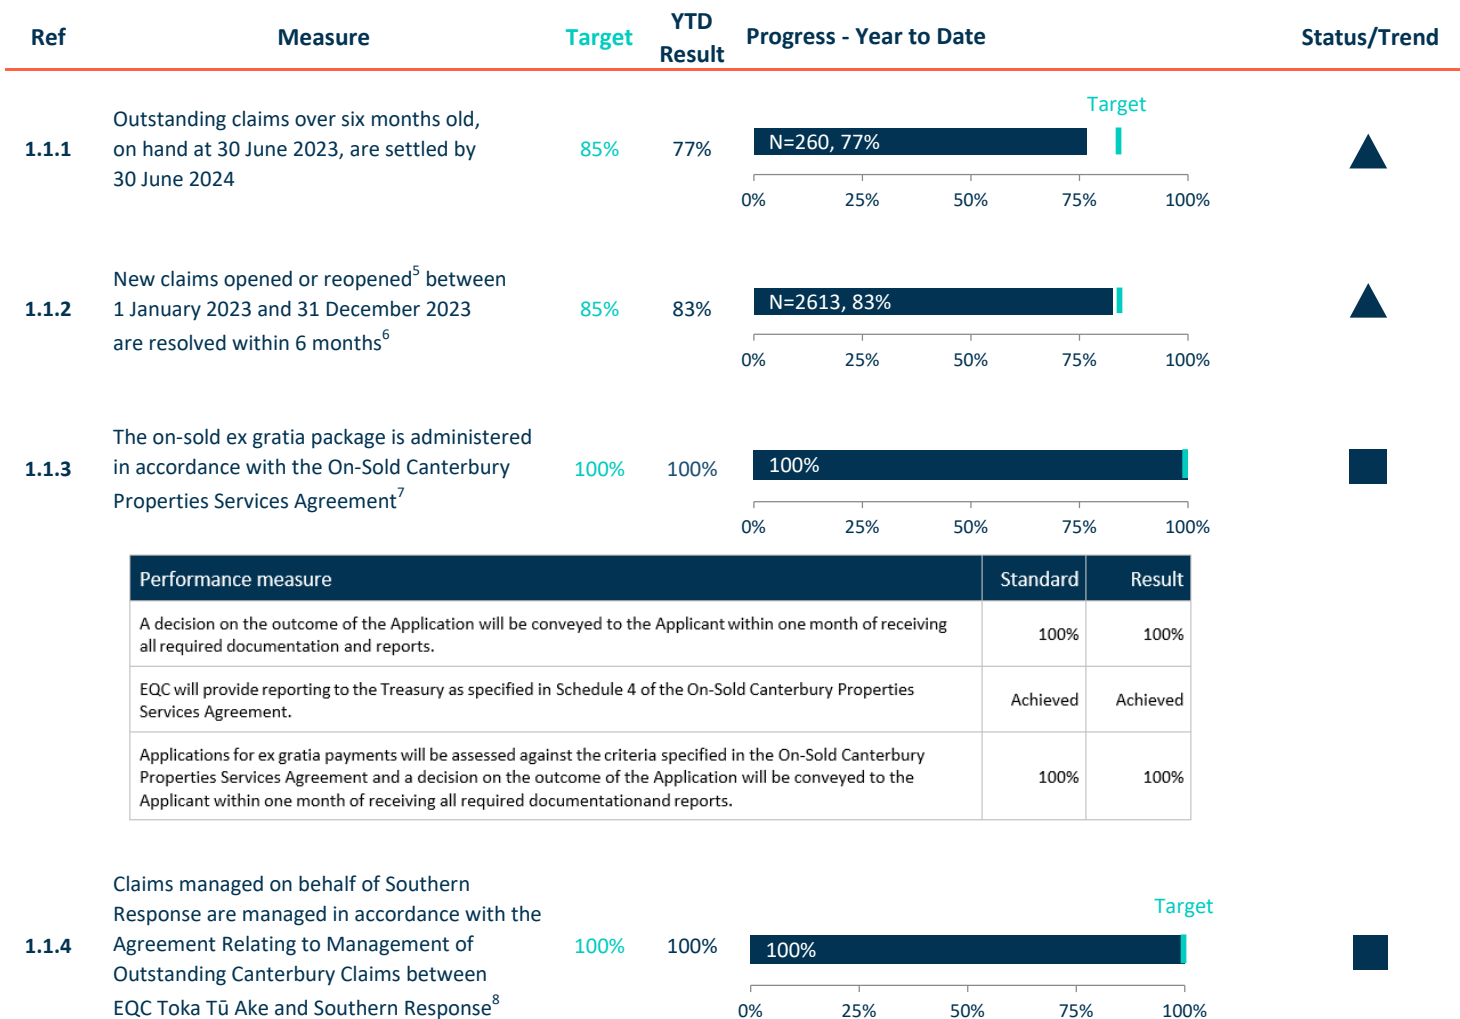 Ref Measure Target YTD Result Progress - Year to Date Status/Trend
Target
1.1.1 Outstanding claims over six months old,
on hand at 30 June 2023, are settled by
30 June 2024
85% 77% N=260, 77%
0% 25% 50% 75% 100%
1.1.2 New claims opened or reopened5 between
1 January 2023 and 31 December 2023
are resolved within 6 months6
85% 83% N=2613, 83%
0% 25% 50% 75% 100%
1.1.3 The on-sold ex gratia package is administered
in accordance with the On-Sold Canterbury
Properties Services Agreement7
100% 100% 100%
0% 25% 50% 75% 100%
Performance measure Standard Result
A decision on the outcome of the Application will be conveyed to the Applicant within one month of receiving
all required documentation and reports.
100% 100%
EQC will provide reporting to the Treasury as specified in Schedule 4 of the On-Sold Canterbury Properties
Services Agreement.
Achieved Achieved
Applications for ex gratia payments will be assessed against the criteria specified in the On-Sold Canterbury
Properties Services Agreement and a decision on the outcome of the Application will be conveyed to the
Applicant within one month of receiving all required documentationand reports.
100% 100%
Target
1.1.4 Claims managed on behalf of Southern
Response are managed in accordance with the
Agreement Relating to Management of
Outstanding Canterbury Claims between
EQC Toka Tū Ake and Southern Response8
100% 100% 100%
0% 25% 50% 75% 100%